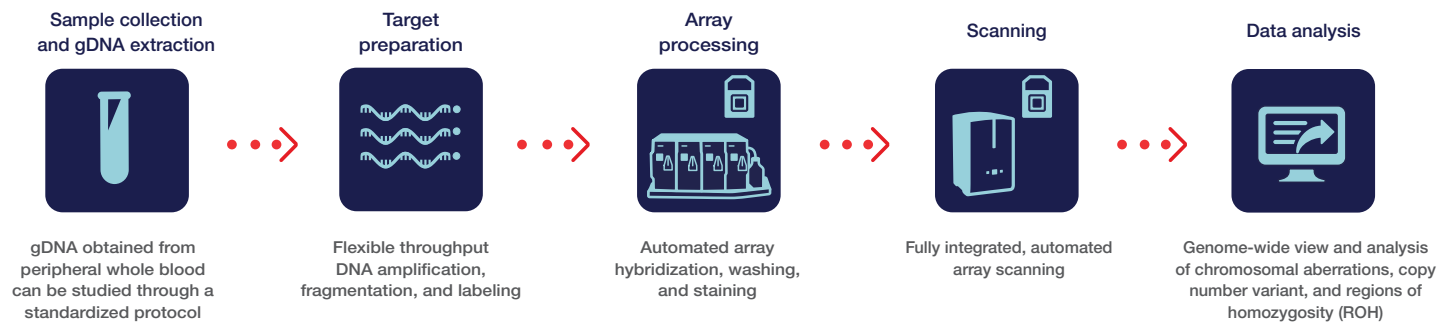 Sample collection
and gDNA extraction
Target
preparation
Array
processing
Scanning
Data analysis
gDNA obtained from
peripheral whole blood
can be studied through a
standardized protocol
Flexible throughput
DNA amplification,
fragmentation, and labeling
Automated array
hybridization, washing,
and staining
Fully integrated, automated
array scanning
Genome-wide view and analysis
of chromosomal aberrations, copy
number variant, and regions of
homozygosity (ROH)